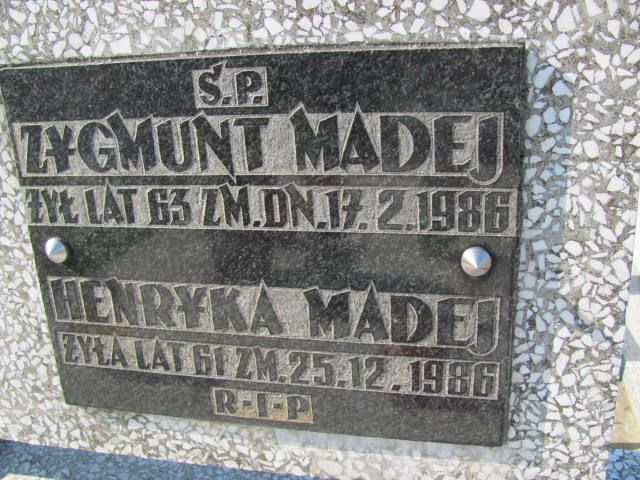 Ś.P.
ZYGMUNT MADEJ
ŻYŁ LAT 63 ZM.DN.17.2.1986
HENRYKA MADEJ
ŻYŁA LAT 61 ZM.25.12.1986
R-I-P